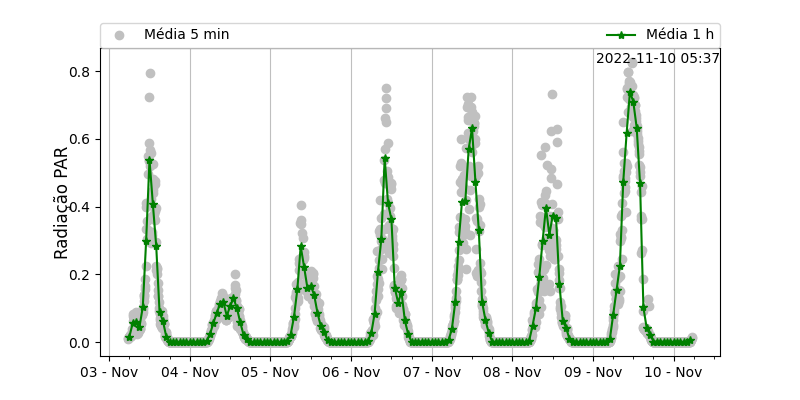 Média 5 min
Média 1 h
2022-11-10 05:37
Radiação PAR
0.8
0.6
0.4
0.2
0.0
03 - Nov
04 - Nov
05 - Nov
06 - Nov
07 - Nov
08 - Nov
09 - Nov
10 - Nov